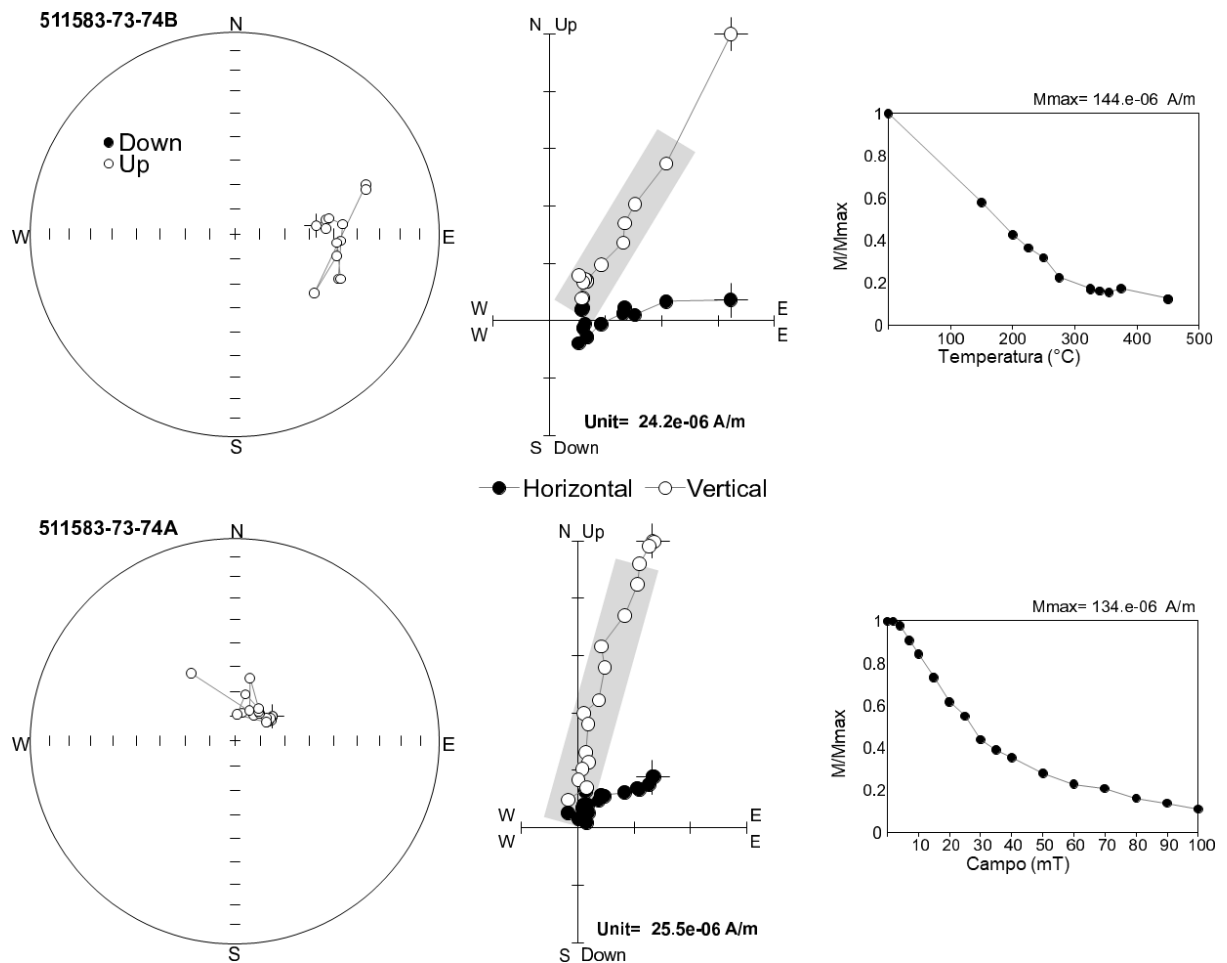 511583-73-74B
N
W
E
S
Down
Up
N Up
W
E
W
E
Unit= 24.2e-06 A/m
S Down
Mmax= 144.e-06 A/m
M/Mmax
1
0.8
0.6
0.4
0.2
0
100 200 300 400 500
Temperatura (°C)
Horizontal Vertical
511583-73-74A
N
W
E
S
N Up
W
E
W
E
Unit= 25.5e-06 A/m
S Down
Mmax= 134.e-06 A/m
M/Mmax
1
0.8
0.6
0.4
0.2
0
10 20 30 40 50 60 70 80 90 100
Campo (mT)